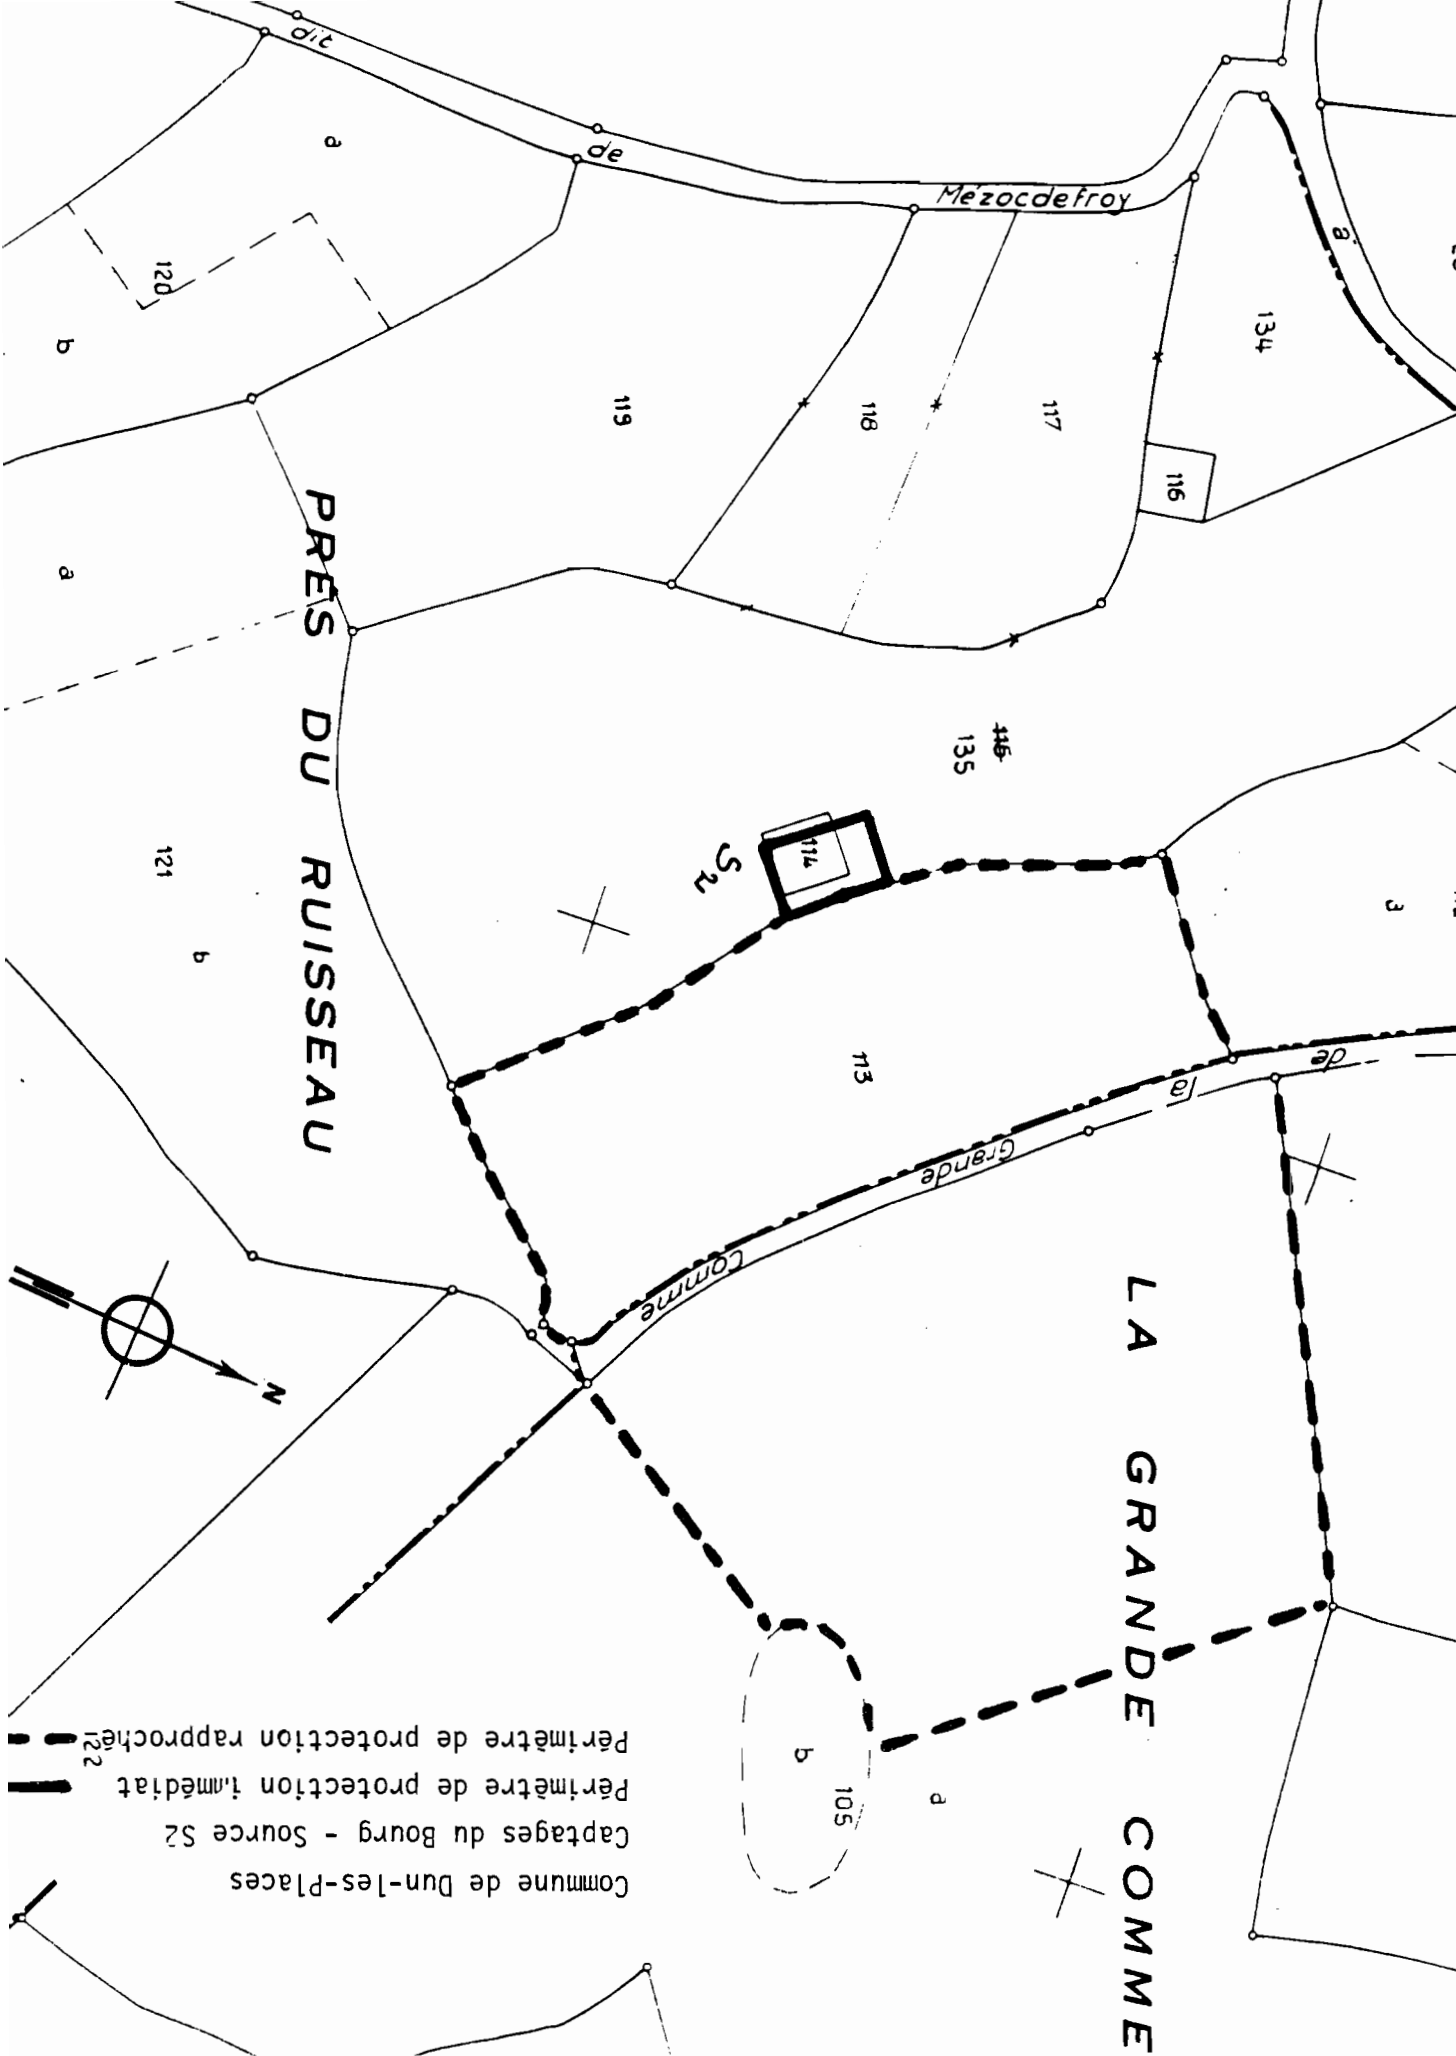 dit
de
Mézocdefroy
à
a
120
b
119
118
117
134
116
a
PRES DU RUISSEAU
115
135
114
S2
121
b
a
113
de
la
Grande
Comme
N
LA GRANDE COMME
b
105
a
122
Commune de Dun-les-Places
Captages du Bourg - Source S2
Périmètre de protection immédiat
Périmètre de protection rapproché